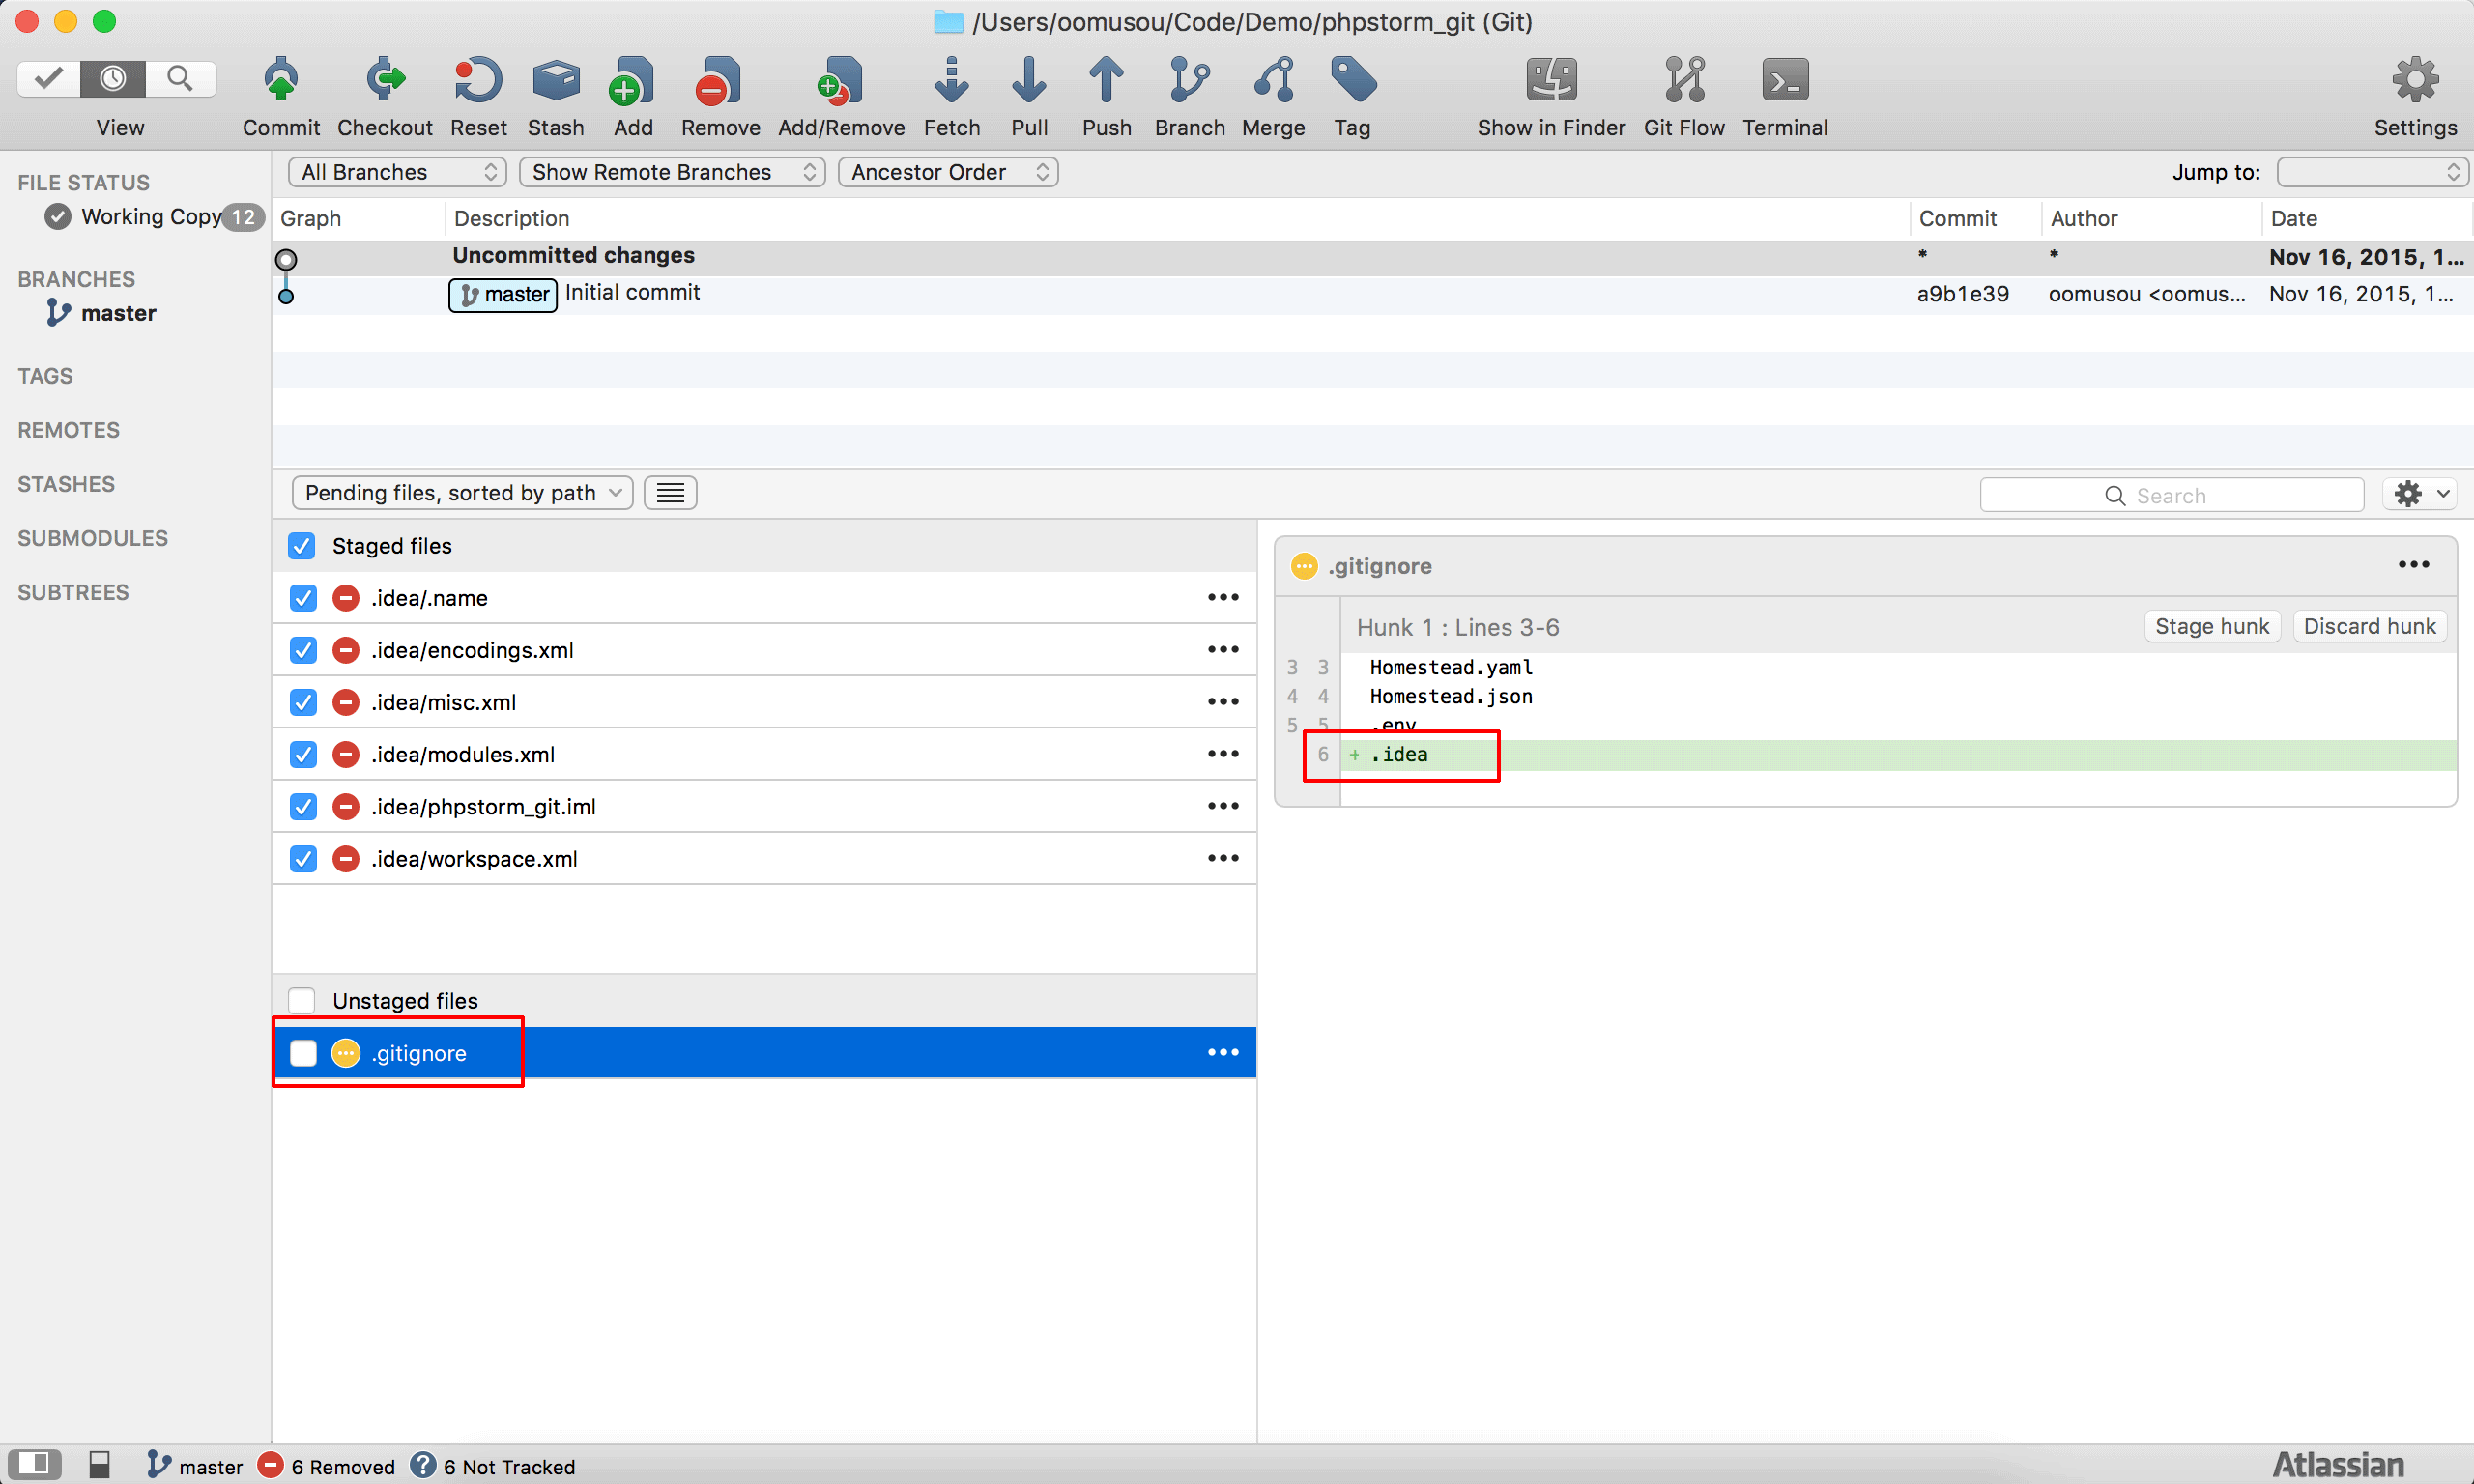 /Users/oomusou/Code/Demo/phpstorm_git (Git)
View Commit Checkout Reset Stash Add Remove Add/Remove Fetch Pull Push Branch Merge Tag Show in Finder Git Flow Terminal Settings
FILE STATUS
Working Copy 12
BRANCHES
master
TAGS
REMOTES
STASHES
SUBMODULES
SUBTREES
All Branches Show Remote Branches Ancestor Order Jump to:
Graph Description Commit Author Date
Uncommitted changes * * Nov 16, 2015, 1...
master Initial commit a9b1e39 oomusou <oomus... Nov 16, 2015, 1...
Pending files, sorted by path Search
Staged files
.idea/.name
.idea/encodings.xml
.idea/misc.xml
.idea/modules.xml
.idea/phpstorm_git.iml
.idea/workspace.xml
Unstaged files
.gitignore
.gitignore
Hunk 1 : Lines 3-6 Stage hunk Discard hunk
3 3 Homestead.yaml
4 4 Homestead.json
5 5 .env
6 + .idea
master 6 Removed ? 6 Not Tracked Atlassian